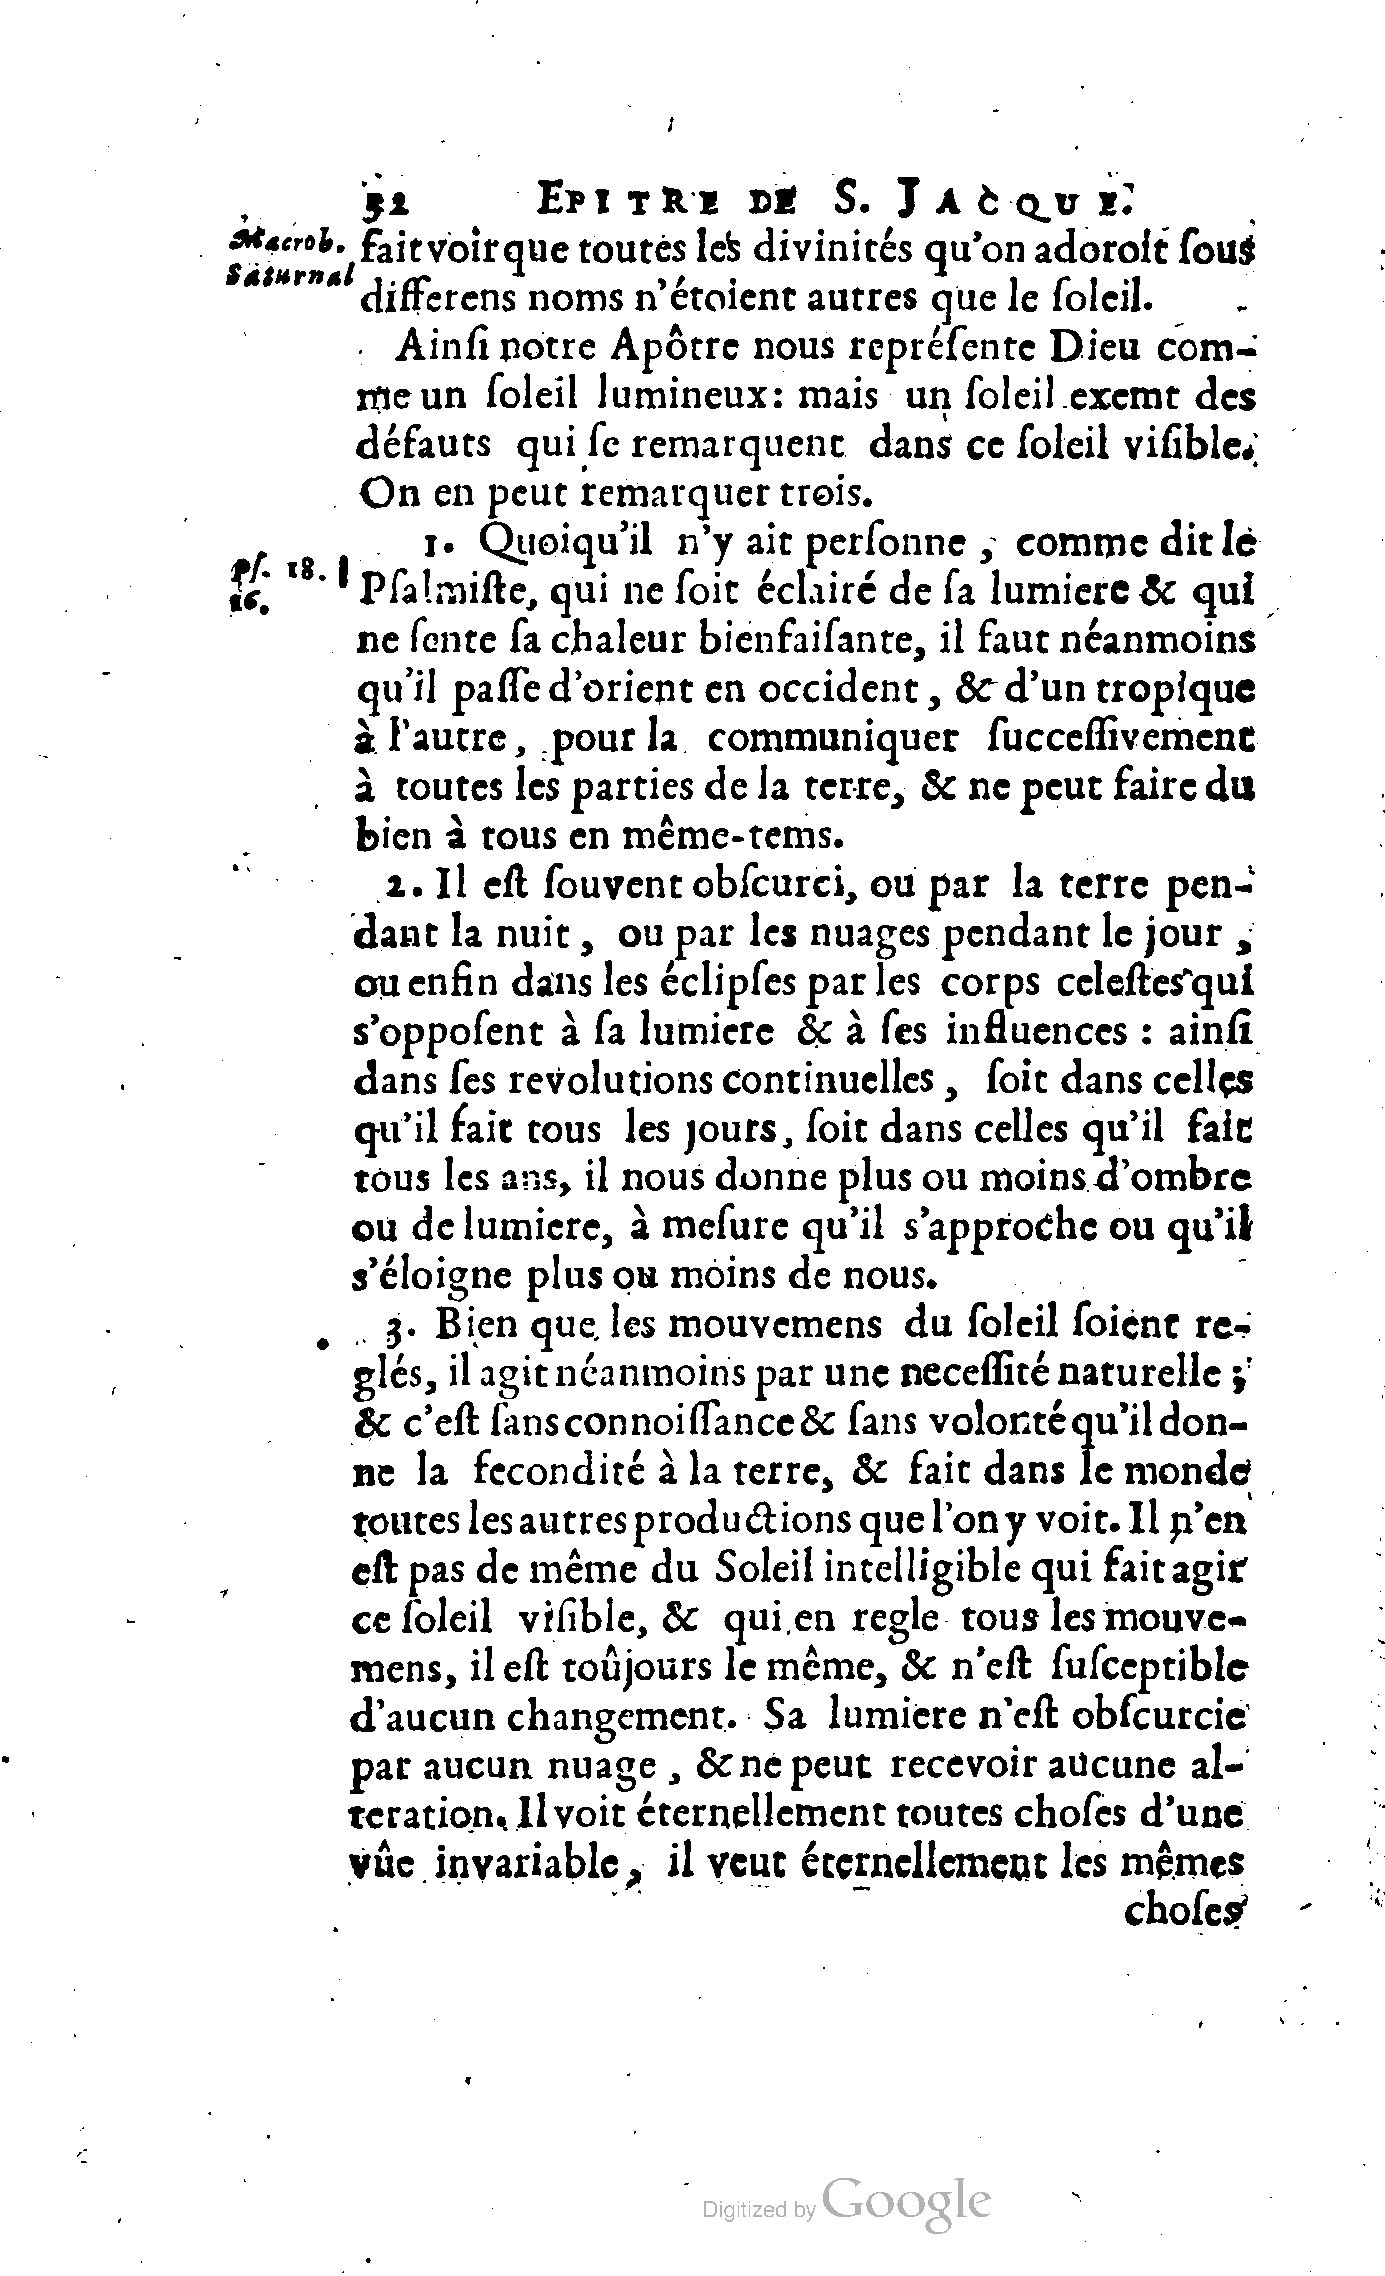 32 EPITRE DE S. JACQUE.
Macrob. fait voir que toutes les divinités qu'on adoroit ſous
Saturnal differens noms n'étoient autres que le ſoleil.
Ainſi notre Apôtre nous repréſente Dieu com-
me un ſoleil lumineux: mais un ſoleil exemt des
défauts qui ſe remarquent dans ce ſoleil viſible.
On en peut remarquer trois.
1. Quoiqu'il n'y ait perſonne, comme dit le
Pſ. 18. Pſalmiſte, qui ne ſoit éclairé de ſa lumiere & qui
16.
ne ſente ſa chaleur bienfaiſante, il faut néanmoins
qu'il paſſe d'orient en occident, & d'un tropique
à l'autre, pour la communiquer ſucceſſivement
à toutes les parties de la terre, & ne peut faire du
bien à tous en même-tems.
2. Il eſt ſouvent obſcurci, ou par la terre pen-
dant la nuit, ou par les nuages pendant le jour,
ou enfin dans les éclipſes par les corps celeſtes qui
s'oppoſent à ſa lumiere & à ſes influences : ainſi
dans ſes revolutions continuelles, ſoit dans celles
qu'il fait tous les jours, ſoit dans celles qu'il fait
tous les ans, il nous donne plus ou moins d'ombre
ou de lumiere, à meſure qu'il s'approche ou qu'il
s'éloigne plus ou moins de nous.
3. Bien que les mouvemens du ſoleil ſoient re-
glés, il agit néanmoins par une neceſſité naturelle;
& c'eſt ſans connoiſſance & ſans volonté qu'il don-
ne la fecondité à la terre, & fait dans le monde
toutes les autres productions que l'on y voit. Il n'en
eſt pas de même du Soleil intelligible qui fait agir
ce ſoleil viſible, & qui en regle tous les mouve-
mens, il eſt toûjours le même, & n'eſt ſuſceptible
d'aucun changement. Sa lumiere n'eſt obſcurcie
par aucun nuage, & ne peut recevoir aucune al-
teration. Il voit éternellement toutes choſes d'une
vûe invariable, il veut éternellement les mêmes
choſes
Digitized by Google